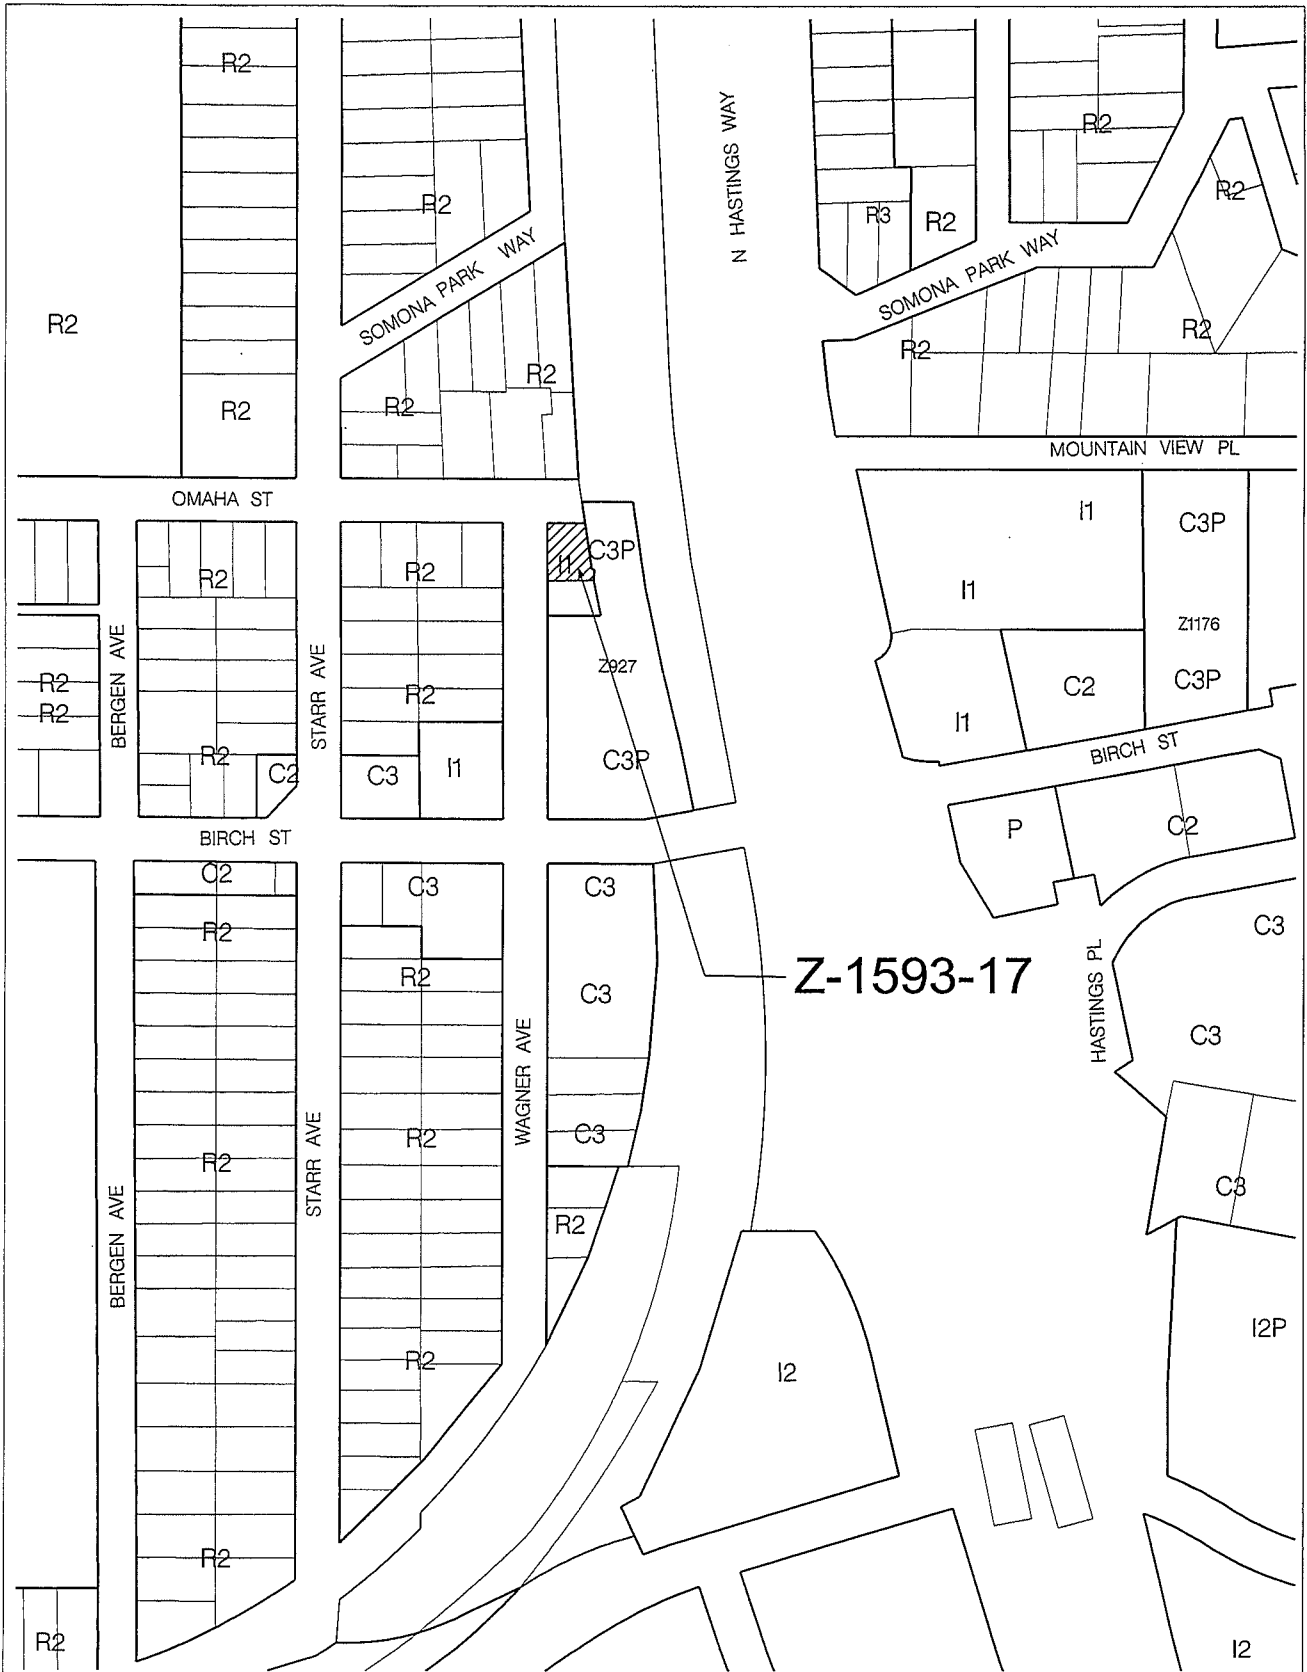 R2
N HASTINGS WAY
R2
R2
R2
R3
R2
SOMONA PARK WAY
SOMONA PARK WAY
R2
R2
R2
R2
R2
R2
MOUNTAIN VIEW PL
OMAHA ST
I1
C3P
R2
R2
I1
C3P
I1
Z1176
Z927
R2
R2
BERGEN AVE
STARR AVE
R2
C2
C3P
I1
R2
C2
C3
I1
C3P
BIRCH ST
BIRCH ST
P
C2
C2
C3
C3
C3
R2
R2
Z-1593-17
C3
HASTINGS PL
C3
WAGNER AVE
C3
R2
R2
STARR AVE
C3
BERGEN AVE
R2
I2P
R2
I2
R2
R2
I2